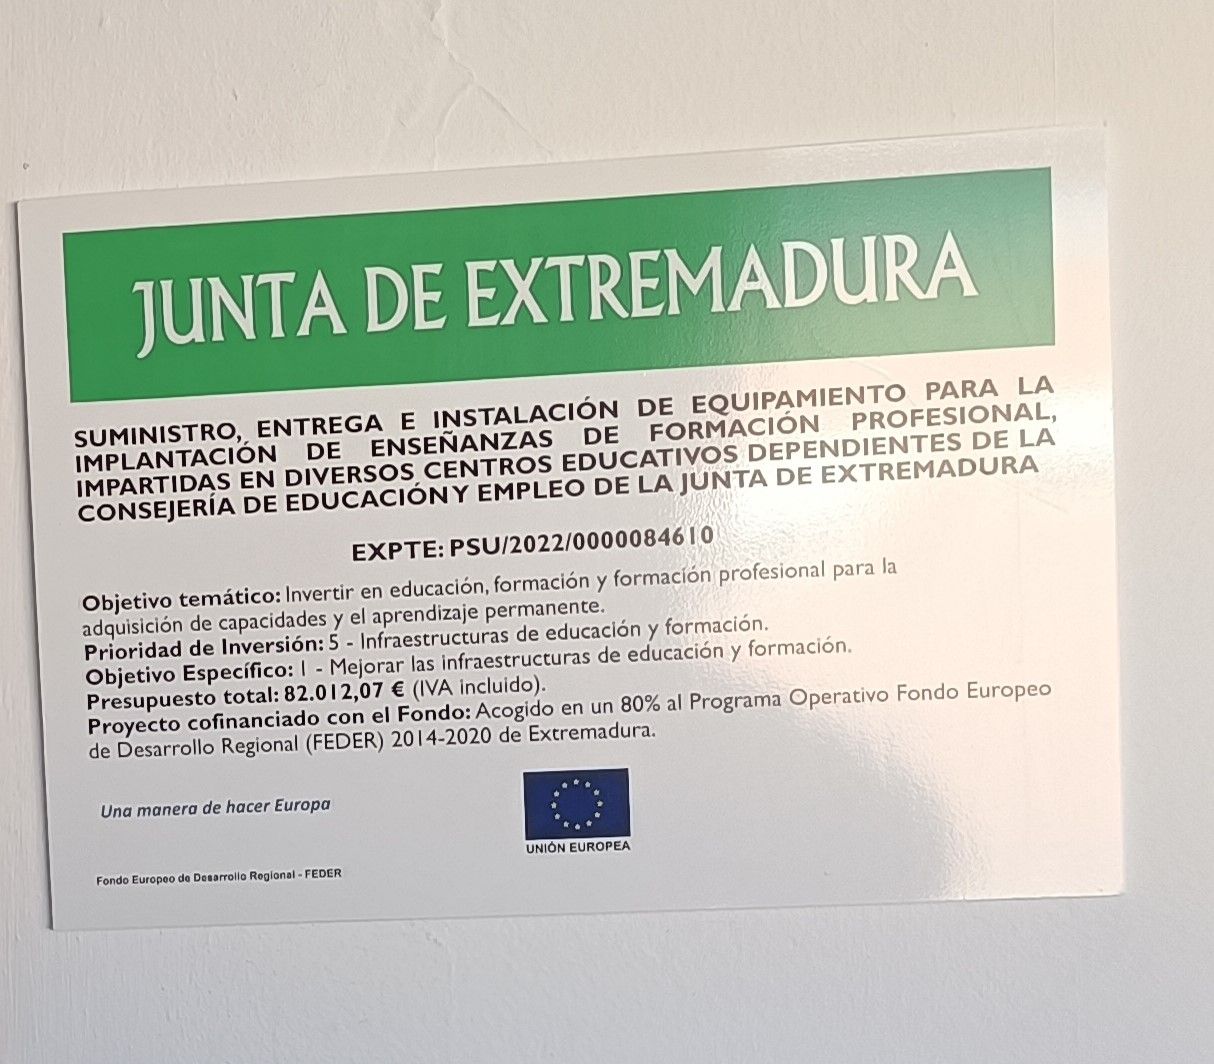 JUNTA DE EXTREMADURA
SUMINISTRO, ENTREGA E INSTALACIÓN DE EQUIPAMIENTO PARA LA
IMPLANTACIÓN DE ENSEÑANZAS DE FORMACIÓN PROFESIONAL,
IMPARTIDAS EN DIVERSOS CENTROS EDUCATIVOS DEPENDIENTES DE LA
CONSEJERÍA DE EDUCACIÓN Y EMPLEO DE LA JUNTA DE EXTREMADURA
EXPTE: PSU/2022/0000084610
Objetivo temático: Invertir en educación, formación y formación profesional para la
adquisición de capacidades y el aprendizaje permanente.
Prioridad de Inversión: 5 - Infraestructuras de educación y formación.
Objetivo Específico: 1 - Mejorar las infraestructuras de educación y formación.
Presupuesto total: 82.012,07 € (IVA incluido).
Proyecto cofinanciado con el Fondo: Acogido en un 80% al Programa Operativo Fondo Europeo
de Desarrollo Regional (FEDER) 2014-2020 de Extremadura.
Una manera de hacer Europa
UNIÓN EUROPEA
Fondo Europeo de Desarrollo Regional - FEDER